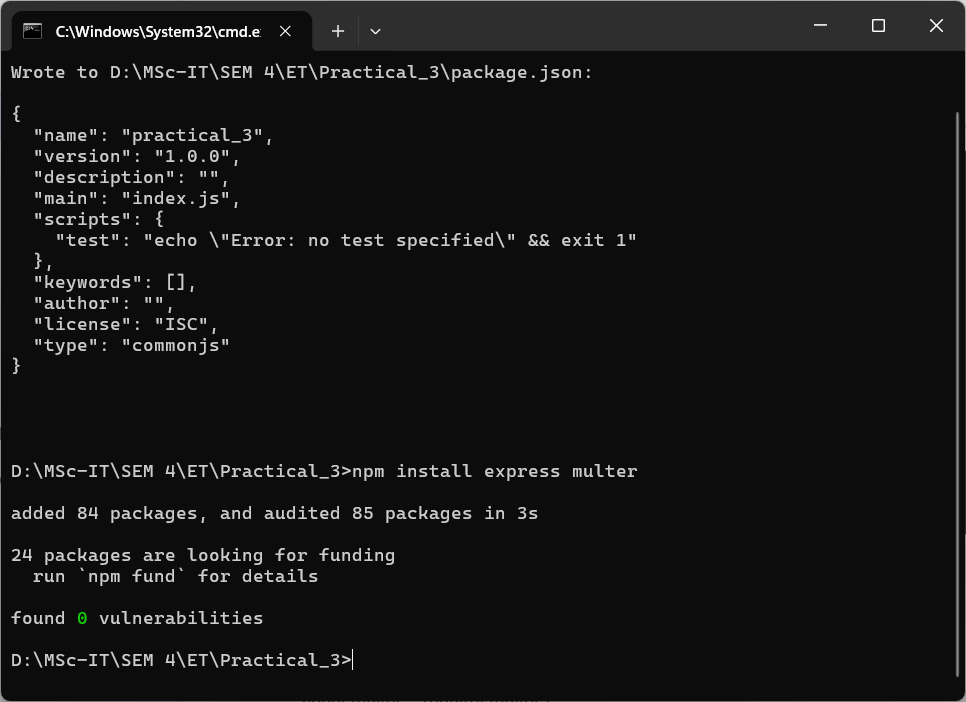 C:\Windows\System32\cmd.e
Wrote to D:\MSc-IT\SEM 4\ET\Practical_3\package.json:
{
  "name": "practical_3",
  "version": "1.0.0",
  "description": "",
  "main": "index.js",
  "scripts": {
    "test": "echo \"Error: no test specified\" && exit 1"
  },
  "keywords": [],
  "author": "",
  "license": "ISC",
  "type": "commonjs"
}
D:\MSc-IT\SEM 4\ET\Practical_3>npm install express multer
added 84 packages, and audited 85 packages in 3s
24 packages are looking for funding
  run `npm fund` for details
found 0 vulnerabilities
D:\MSc-IT\SEM 4\ET\Practical_3>